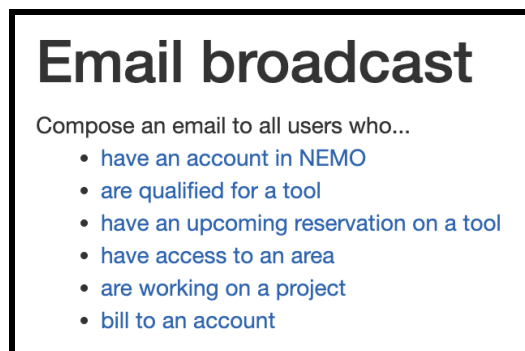 Email broadcast
Compose an email to all users who...
• have an account in NEMO
• are qualified for a tool
• have an upcoming reservation on a tool
• have access to an area
• are working on a project
• bill to an account